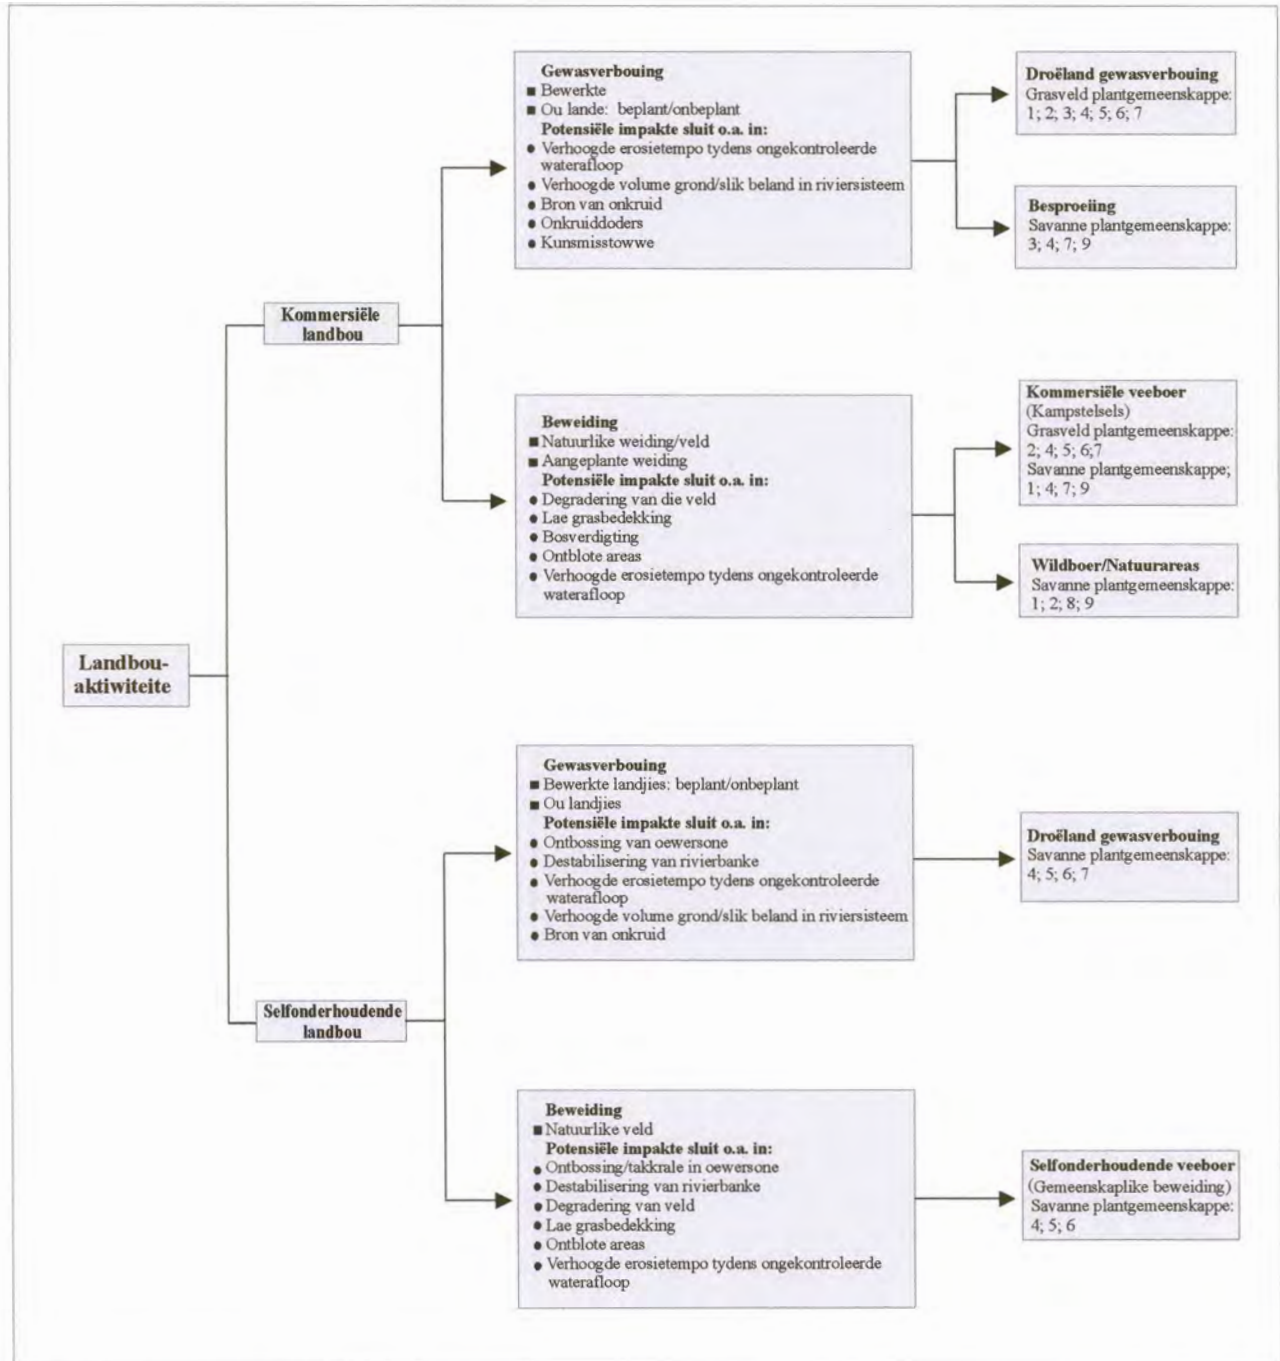 Landbou-
aktiwiteite
Kommersiële
landbou
Gewasverbouing
■ Bewerkte
■ Ou lande: beplant/onbeplant
Potensiële impakte sluit o.a. in:
● Verhoogde erosietempo tydens ongekontroleerde
waterafloop
● Verhoogde volume grond/slik beland in riviersisteem
● Bron van onkruid
● Onkruiddoders
● Kunsmisstowwe
Droëland gewasverbouing
Grasveld plantgemeenskappe:
1; 2; 3; 4; 5; 6; 7
Besproeiing
Savanne plantgemeenskappe:
3; 4; 7; 9
Beweiding
■ Natuurlike weiding/veld
■ Aangeplante weiding
Potensiële impakte sluit o.a. in:
● Degradering van die veld
● Lae grasbedekking
● Bosverdigting
● Ontblote areas
● Verhoogde erosietempo tydens ongekontroleerde
waterafloop
Kommersiële veeboer
(Kampstelsels)
Grasveld plantgemeenskappe:
2; 4; 5; 6;7
Savanne plantgemeenskappe;
1; 4; 7; 9
Wildboer/Natuurareas
Savanne plantgemeenskappe:
1; 2; 8; 9
Selfonderhoudende
landbou
Gewasverbouing
■ Bewerkte landjies: beplant/onbeplant
■ Ou landjies
Potensiële impakte sluit o.a. in:
● Ontbossing van oewersone
● Destabilisering van rivierbanke
● Verhoogde erosietempo tydens ongekontroleerde
waterafloop
● Verhoogde volume grond/slik beland in riviersisteem
● Bron van onkruid
Droëland gewasverbouing
Savanne plantgemeenskappe:
4; 5; 6; 7
Beweiding
■ Natuurlike veld
Potensiële impakte sluit o.a. in:
● Ontbossing/takkrale in oewersone
● Destabilisering van rivierbanke
● Degradering van veld
● Lae grasbedekking
● Ontblote areas
● Verhoogde erosietempo tydens ongekontroleerde
waterafloop
Selfonderhoudende veeboer
(Gemeenskaplike beweiding)
Savanne plantgemeenskappe:
4; 5; 6